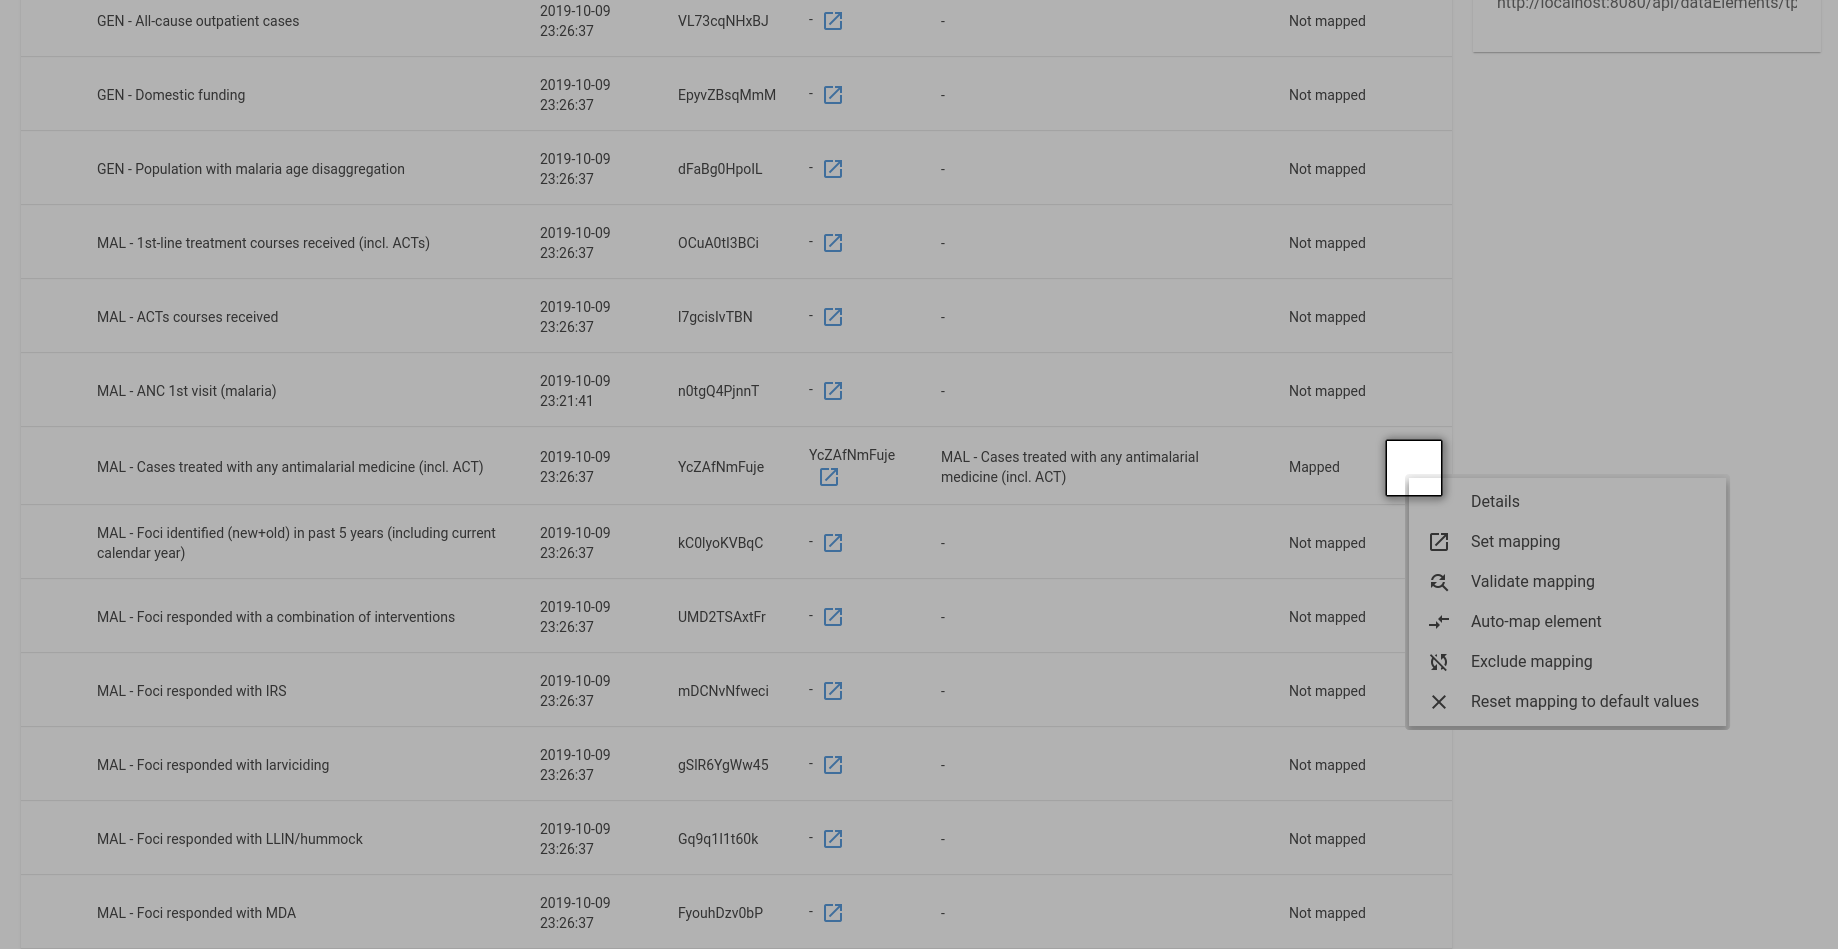 http://localhost:8080/api/dataElements/tp
GEN - All-cause outpatient cases
2019-10-09
23:26:37
VL73cqNHxBJ
-
-
Not mapped
GEN - Domestic funding
2019-10-09
23:26:37
EpyvZBsqMmM
-
-
Not mapped
GEN - Population with malaria age disaggregation
2019-10-09
23:26:37
dFaBg0HpoIL
-
-
Not mapped
MAL - 1st-line treatment courses received (incl. ACTs)
2019-10-09
23:26:37
OCuA0tI3BCi
-
-
Not mapped
MAL - ACTs courses received
2019-10-09
23:26:37
l7gcisIvTBN
-
-
Not mapped
MAL - ANC 1st visit (malaria)
2019-10-09
23:21:41
n0tgQ4PjnnT
-
-
Not mapped
MAL - Cases treated with any antimalarial medicine (incl. ACT)
2019-10-09
23:26:37
YcZAfNmFuje
YcZAfNmFuje
MAL - Cases treated with any antimalarial
medicine (incl. ACT)
Mapped
MAL - Foci identified (new+old) in past 5 years (including current
calendar year)
2019-10-09
23:26:37
kC0lyoKVBqC
-
-
Not mapped
MAL - Foci responded with a combination of interventions
2019-10-09
23:26:37
UMD2TSAxtFr
-
-
Not mapped
MAL - Foci responded with IRS
2019-10-09
23:26:37
mDCNvNfweci
-
-
Not mapped
MAL - Foci responded with larviciding
2019-10-09
23:26:37
gSlR6YgWw45
-
-
Not mapped
MAL - Foci responded with LLIN/hummock
2019-10-09
23:26:37
Gq9q1I1t60k
-
-
Not mapped
MAL - Foci responded with MDA
2019-10-09
23:26:37
FyouhDzv0bP
-
-
Not mapped
Details
Set mapping
Validate mapping
Auto-map element
Exclude mapping
Reset mapping to default values